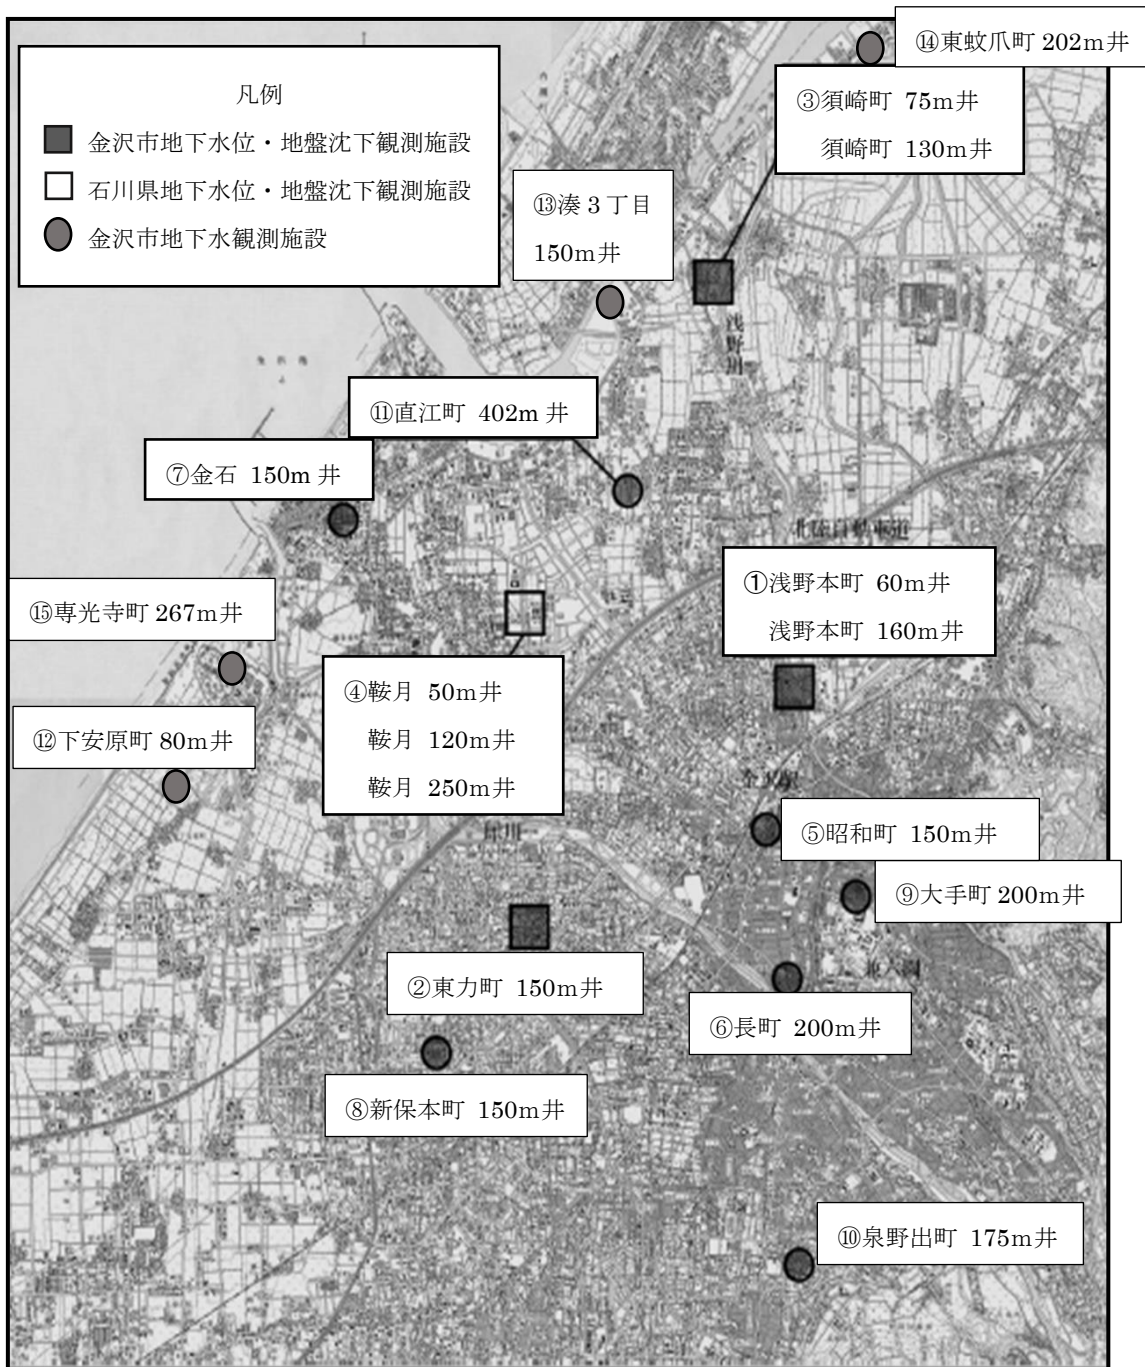 ⑭東蚊爪町 202m井
凡例
金沢市地下水位・地盤沈下観測施設
石川県地下水位・地盤沈下観測施設
金沢市地下水観測施設
③須崎町 75m井
須崎町 130m井
⑬湊3丁目
150m井
浅野川
⑪直江町 402m 井
⑦金石 150m 井
北陸自動車道
①浅野本町 60m井
浅野本町 160m井
⑮専光寺町 267m井
④鞍月 50m井
鞍月 120m井
鞍月 250m井
⑫下安原町 80m井
金沢駅
犀川
⑤昭和町 150m井
⑨大手町 200m井
兼六園
②東力町 150m井
⑥長町 200m井
⑧新保本町 150m井
⑩泉野出町 175m井